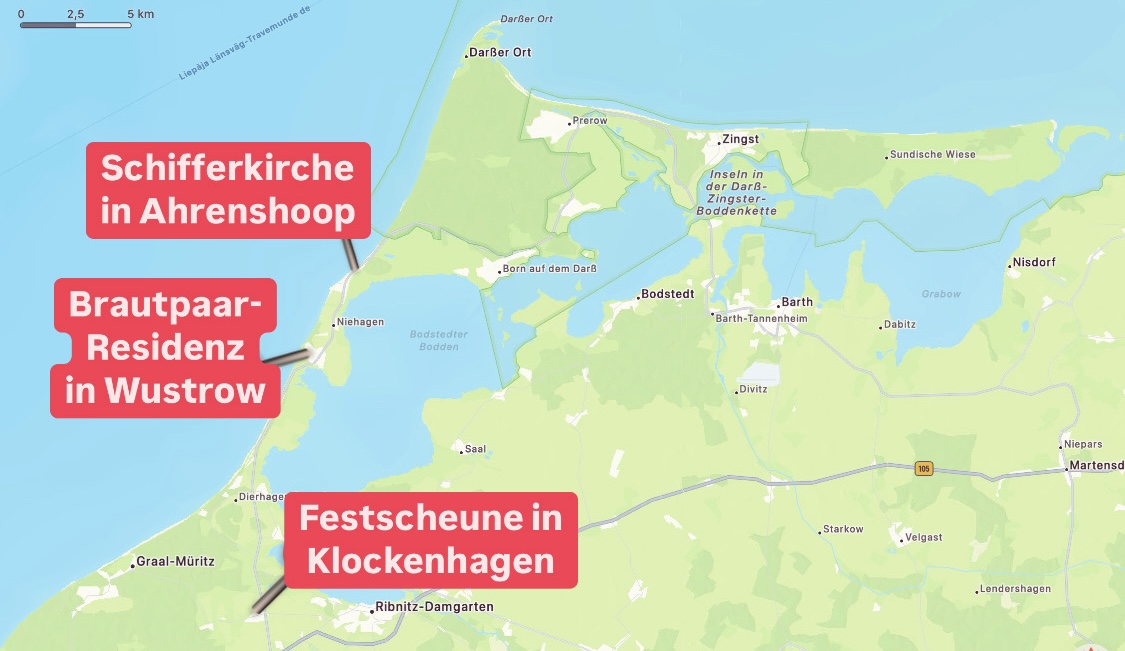 0 2,5 5 km
Liepāja Länsväg-Travemunde de
Darßer Ort
Darßer Ort
Prerow
Zingst
Sundische Wiese
Schifferkirche
in Ahrenshoop
Inseln in
der Darß-
Zingster-
Boddenkette
Born auf dem Darß
Nisdorf
Brautpaar-
Residenz
in Wustrow
Niehagen
Bodstedter
Bodden
Bodstedt
Barth
Barth-Tannenheim
Grabow
Dabitz
Divitz
Saal
Niepars
Martensd
105
Dierhage
Festscheune in
Klockenhagen
Starkow
Velgast
Graal-Müritz
Lendershagen
Ribnitz-Damgarten